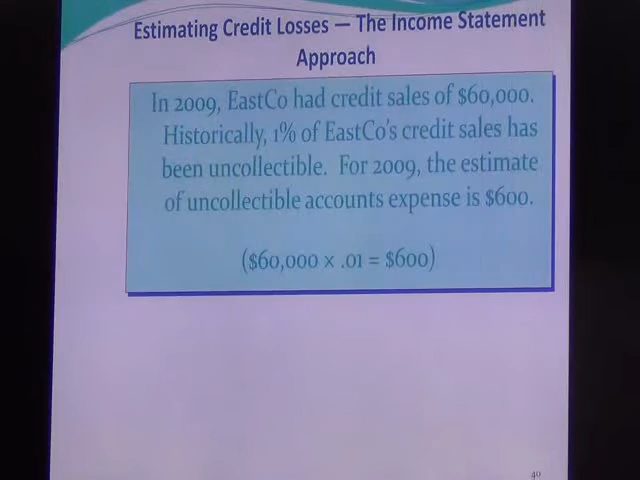 Estimating Credit Losses — The Income Statement
Approach
In 2009, EastCo had credit sales of $60,000.
Historically, 1% of EastCo's credit sales has
been uncollectible. For 2009, the estimate
of uncollectible accounts expense is $600.
($60,000 × .01 = $600)
40